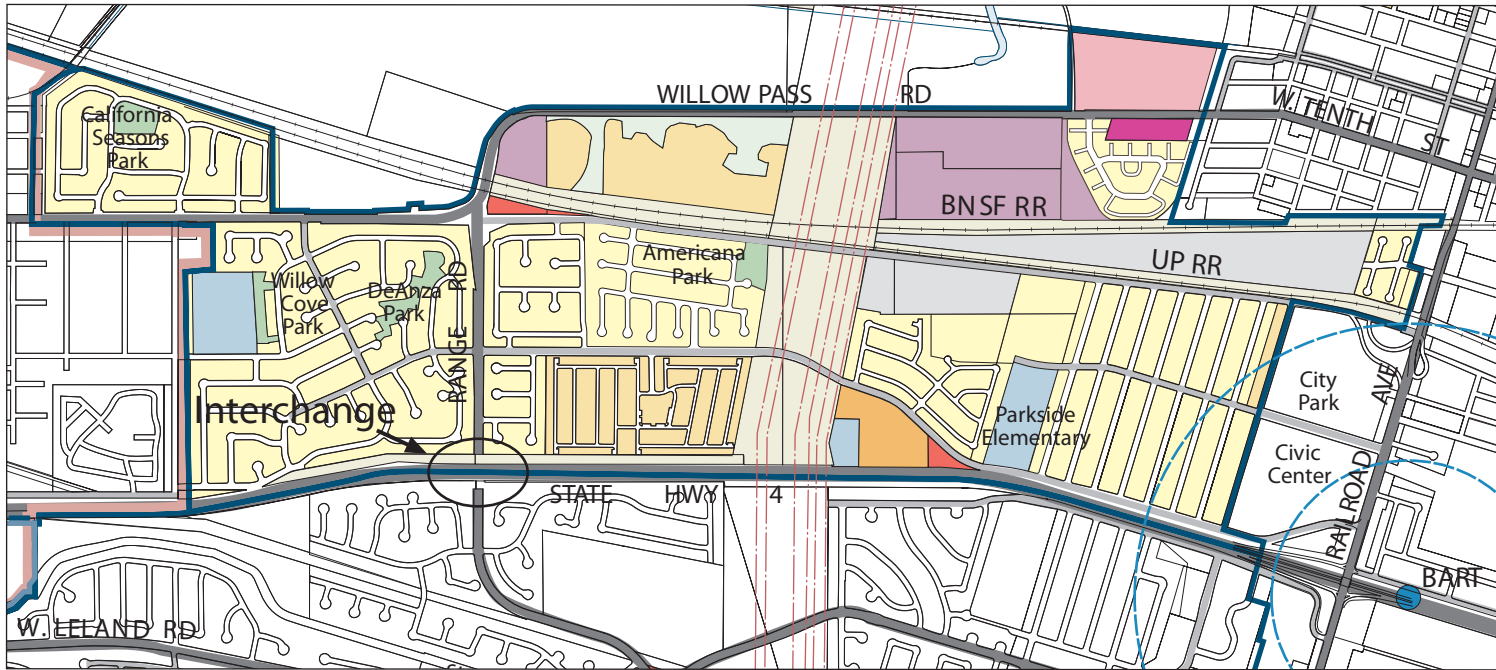 WILLOW PASS RD
W. TENTH ST
California
Seasons
Park
BNSF RR
UP RR
Americana
Park
Willow
Cove
Park
DeAnza
Park
RANGE RD
Interchange
Parkside
Elementary
City
Park
Civic
Center
RAILROAD AVE
STATE HWY 4
BART
W. LELAND RD